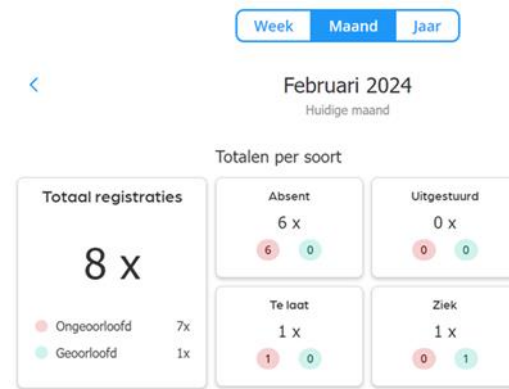 Week Maand Jaar
Februari 2024
Huidige maand
Totalen per soort
Totaal registraties
8 x
Ongeoorloofd 7x
Geoorloofd 1x
Absent
6 x
6 0
Uitgestuurd
0 x
0 0
Te laat
1 x
1 0
Ziek
1 x
0 1